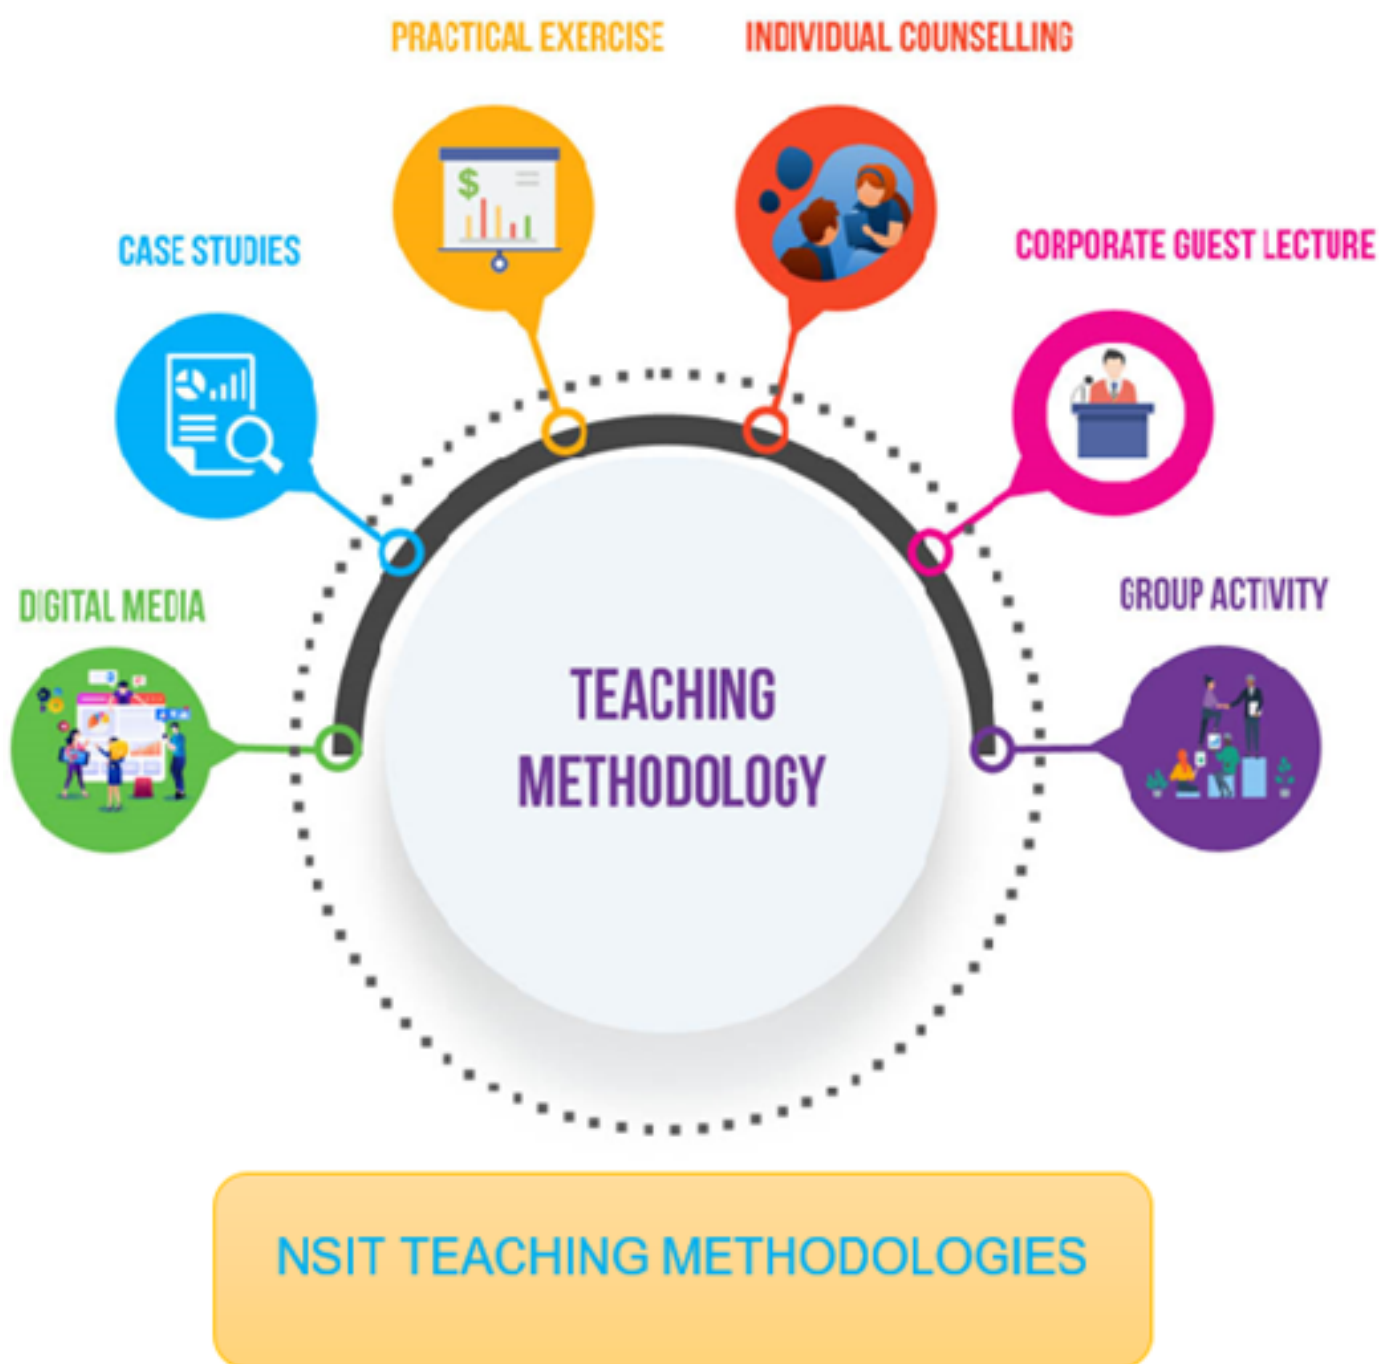 PRACTICAL EXERCISE
INDIVIDUAL COUNSELLING
CASE STUDIES
CORPORATE GUEST LECTURE
$
DIGITAL MEDIA
GROUP ACTIVITY
TEACHING
METHODOLOGY
NSIT TEACHING METHODOLOGIES